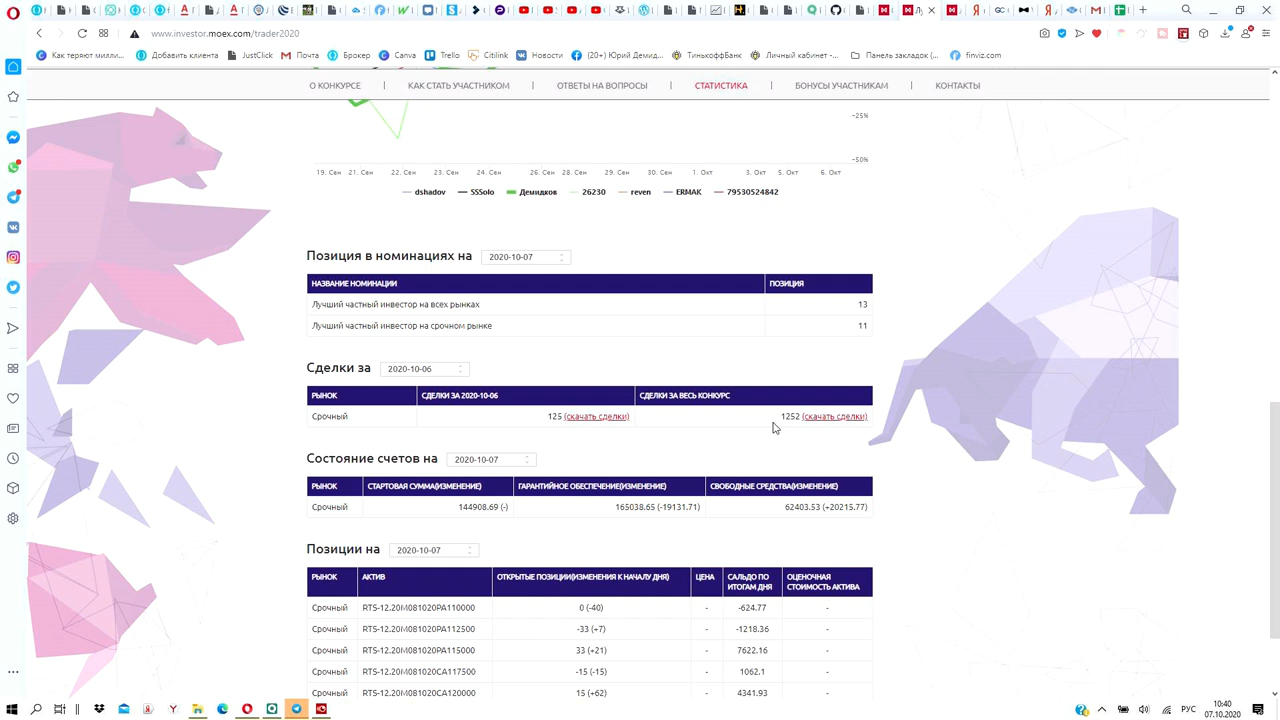 www.investor.moex.com/trader2020
Как теряют милли...
Добавить клиента
JustClick
Почта
Брокер
Canva
Trello
Citilink
Новости
(20+) Юрий Демид...
ТинькоффБанк
Личный кабинет -...
Панель закладок (...
finviz.com
О КОНКУРСЕ | КАК СТАТЬ УЧАСТНИКОМ | ОТВЕТЫ НА ВОПРОСЫ | СТАТИСТИКА | БОНУСЫ УЧАСТНИКАМ | КОНТАКТЫ
-25%
-50%
19. Сен 21. Сен 22. Сен 23. Сен 24. Сен 26. Сен 28. Сен 29. Сен 30. Сен 1. Окт 3. Окт 5. Окт 6. Окт
dshadov SSSolo Демидков 26230 reven ERMAK 79530524842
Позиция в номинациях на 2020-10-07
НАЗВАНИЕ НОМИНАЦИИ ПОЗИЦИЯ
Лучший частный инвестор на всех рынках 13
Лучший частный инвестор на срочном рынке 11
Сделки за 2020-10-06
РЫНОК СДЕЛКИ ЗА 2020-10-06 СДЕЛКИ ЗА ВЕСЬ КОНКУРС
Срочный 125 (скачать сделки) 1252 (скачать сделки)
Состояние счетов на 2020-10-07
РЫНОК СТАРТОВАЯ СУММА(ИЗМЕНЕНИЕ) ГАРАНТИЙНОЕ ОБЕСПЕЧЕНИЕ(ИЗМЕНЕНИЕ) СВОБОДНЫЕ СРЕДСТВА(ИЗМЕНЕНИЕ)
Срочный 144908.69 (-) 165038.65 (-19131.71) 62403.53 (+20215.77)
Позиции на 2020-10-07
РЫНОК АКТИВ ОТКРЫТЫЕ ПОЗИЦИИ(ИЗМЕНЕНИЯ К НАЧАЛУ ДНЯ) ЦЕНА САЛЬДО ПО ИТОГАМ ДНЯ ОЦЕНОЧНАЯ СТОИМОСТЬ АКТИВА
Срочный RTS-12.20M081020PA110000 0 (-40) - -624.77 -
Срочный RTS-12.20M081020PA112500 -33 (+7) - -1218.36 -
Срочный RTS-12.20M081020PA115000 33 (+21) - 7622.16 -
Срочный RTS-12.20M081020CA117500 -15 (-15) - 1062.1 -
Срочный RTS-12.20M081020CA120000 15 (+62) - 4341.93 -
РУС
10:40
07.10.2020